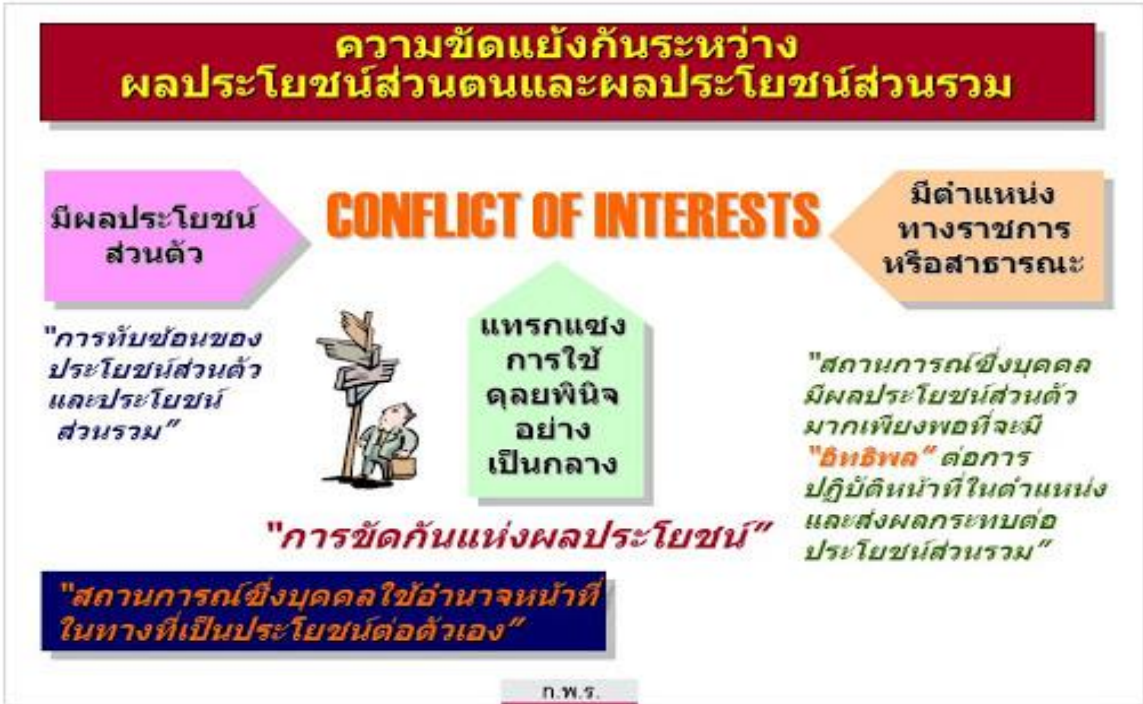 ความขัดแย้งกันระหว่าง
ผลประโยชน์ส่วนตนและผลประโยชน์ส่วนรวม
มีผลประโยชน์
ส่วนตัว
CONFLICT OF INTERESTS
มีตำแหน่ง
ทางราชการ
หรือสาธารณะ
"การทับซ้อนของ
ประโยชน์ส่วนตัว
และประโยชน์
ส่วนรวม"
แทรกแซง
การใช้
ดุลยพินิจ
อย่าง
เป็นกลาง
"สถานการณ์ซึ่งบุคคล
มีผลประโยชน์ส่วนตัว
มากเพียงพอที่จะมี
"อิทธิพล" ต่อการ
ปฏิบัติหน้าที่ในตำแหน่ง
และส่งผลกระทบต่อ
ประโยชน์ส่วนรวม"
"การขัดกันแห่งผลประโยชน์"
"สถานการณ์ซึ่งบุคคลใช้อำนาจหน้าที่
ในทางที่เป็นประโยชน์ต่อตัวเอง"
ก.พ.ร.